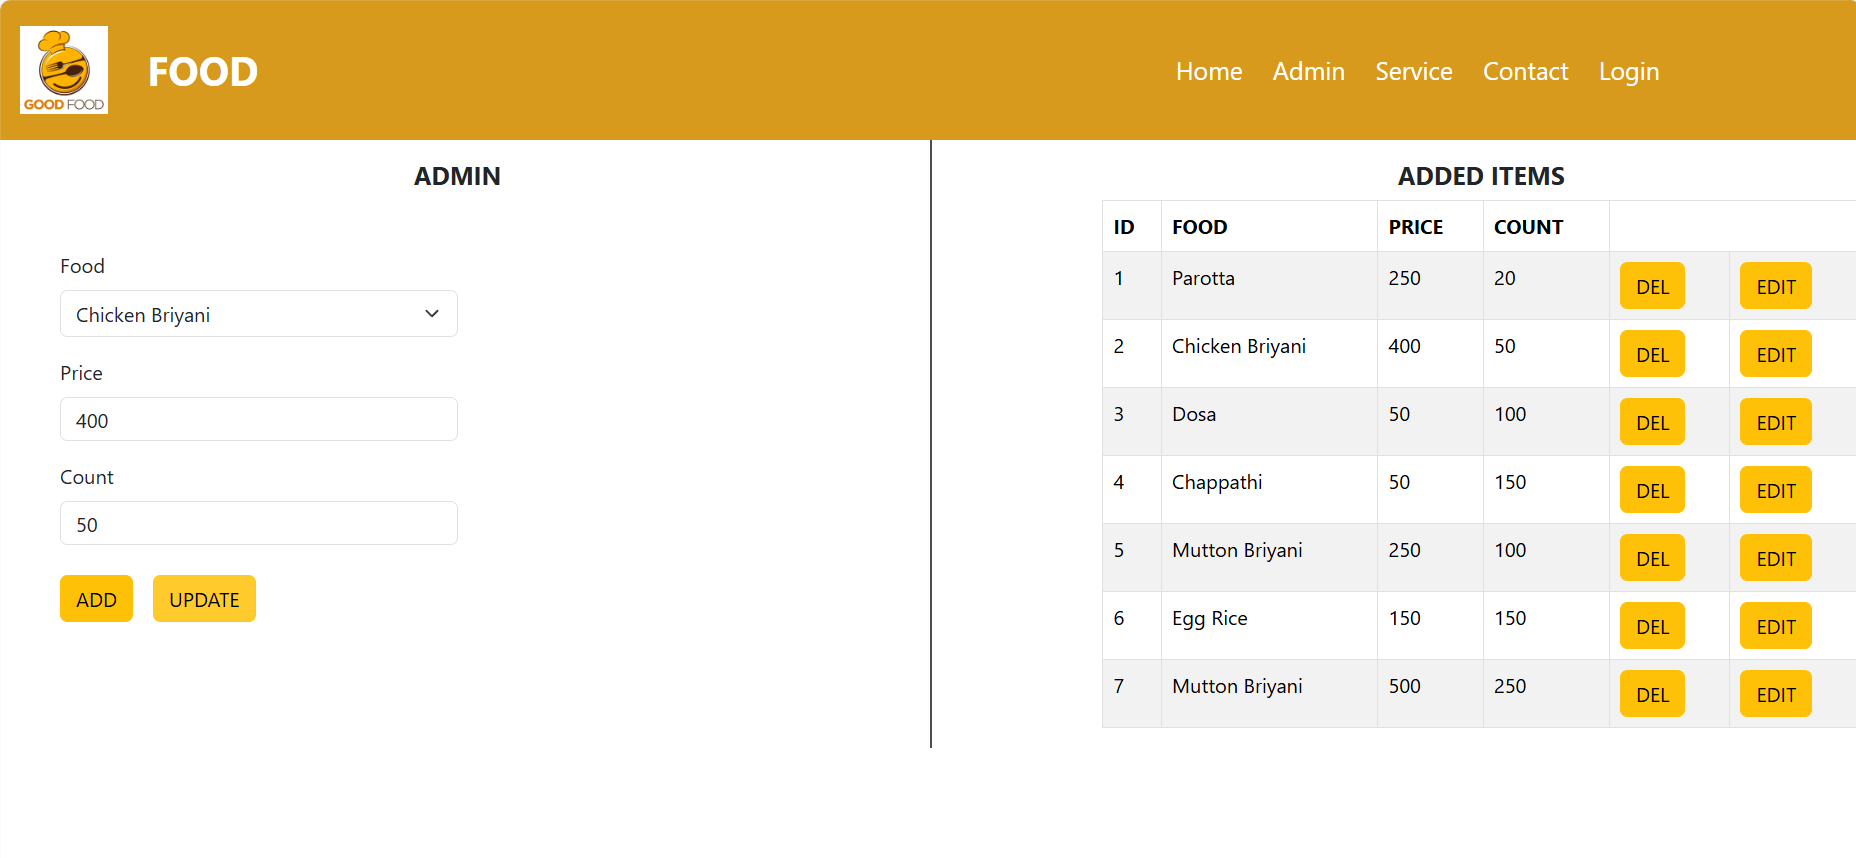 GOOD FOOD
FOOD
Home Admin Service Contact Login
ADMIN
Food
Chicken Briyani
Price
400
Count
50
ADD UPDATE
ADDED ITEMS
ID FOOD PRICE COUNT
1 Parotta 250 20 DEL EDIT
2 Chicken Briyani 400 50 DEL EDIT
3 Dosa 50 100 DEL EDIT
4 Chappathi 50 150 DEL EDIT
5 Mutton Briyani 250 100 DEL EDIT
6 Egg Rice 150 150 DEL EDIT
7 Mutton Briyani 500 250 DEL EDIT